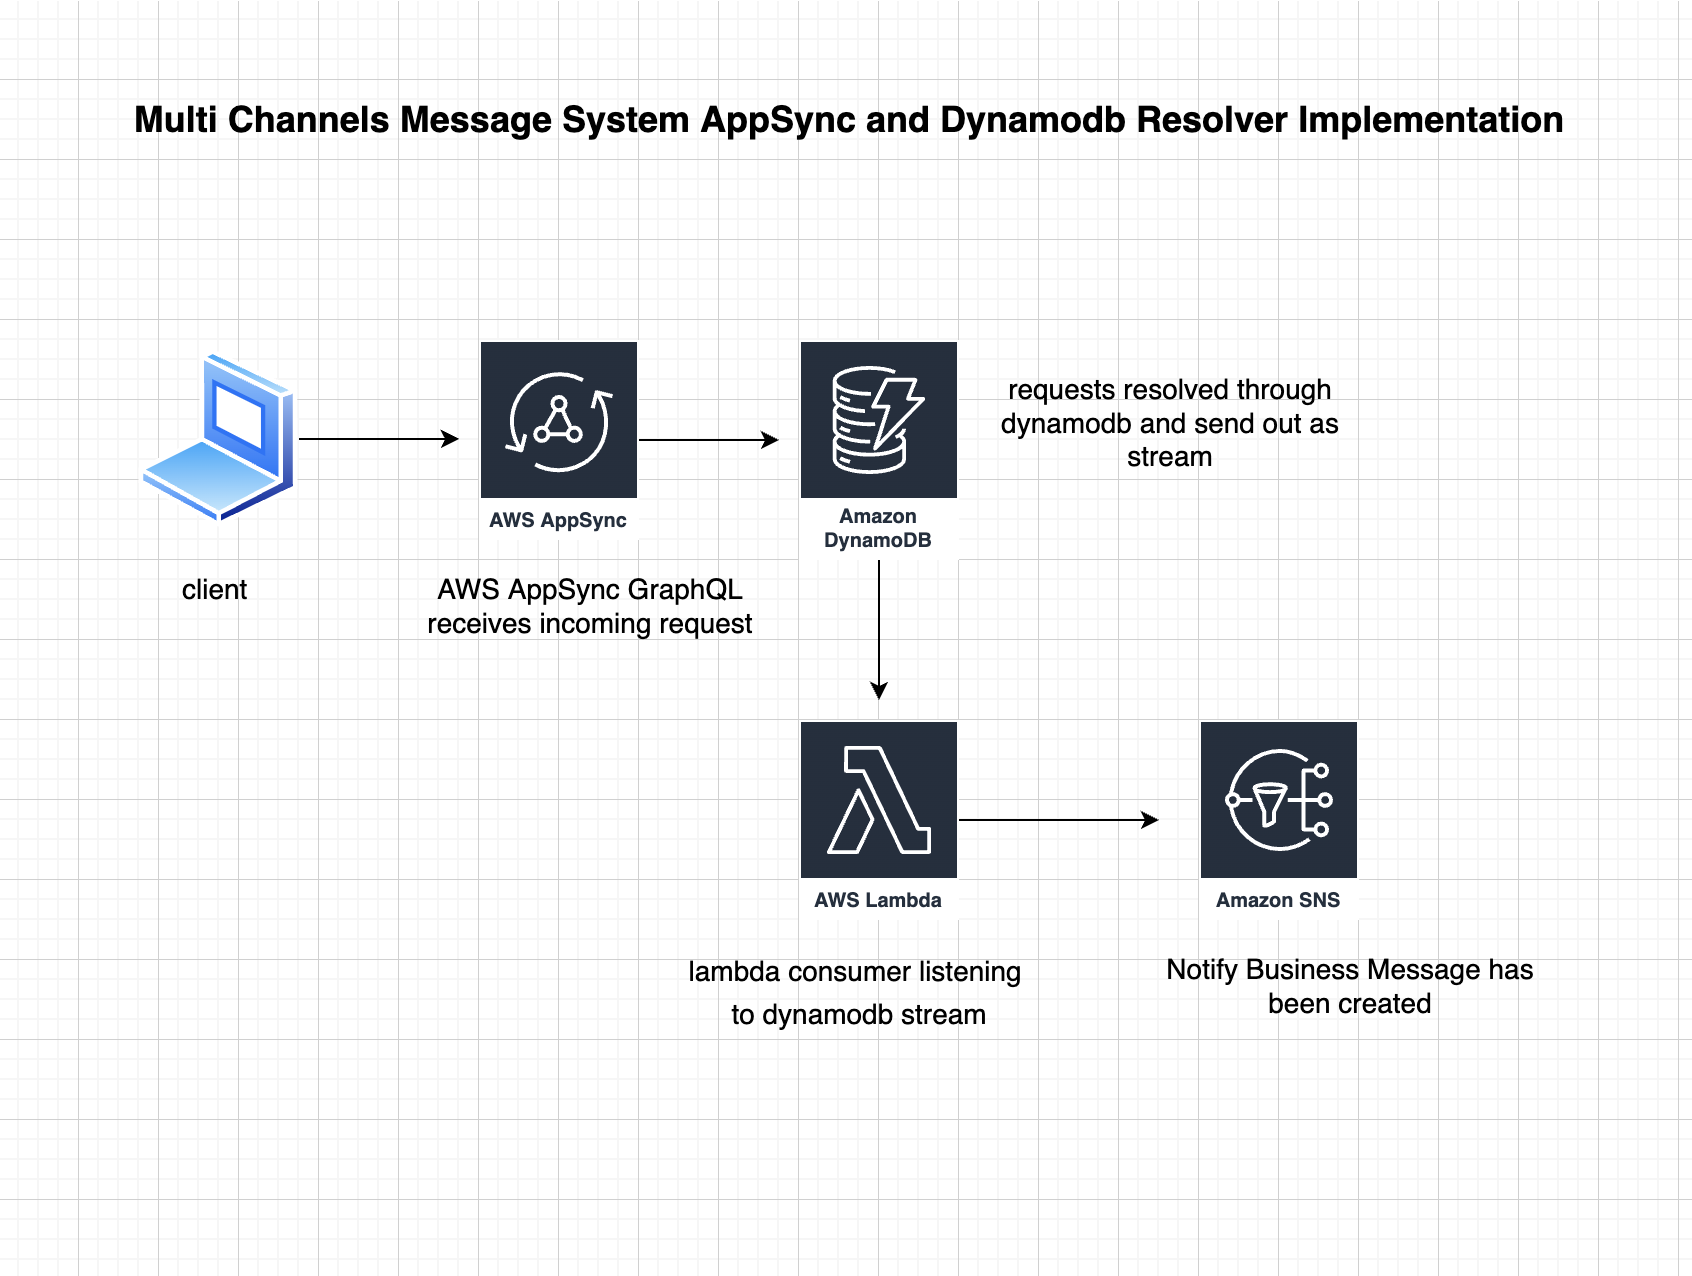 Multi Channels Message System AppSync and Dynamodb Resolver Implementation
requests resolved through
dynamodb and send out as
stream
AWS AppSync
Amazon
DynamoDB
client
AWS AppSync GraphQL
receives incoming request
AWS Lambda
Amazon SNS
lambda consumer listening
to dynamodb stream
Notify Business Message has
been created